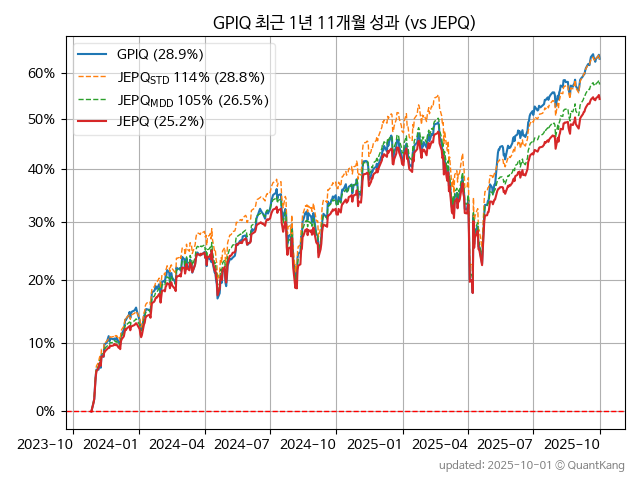 GPIQ 최근 1년 11개월 성과 (vs JEPQ)
GPIQ (28.9%)
JEPQSTD 114% (28.8%)
JEPQMDD 105% (26.5%)
JEPQ (25.2%)
60%
50%
40%
30%
20%
10%
0%
2023-10 2024-01 2024-04 2024-07 2024-10 2025-01 2025-04 2025-07 2025-10
updated: 2025-10-01 © QuantKang